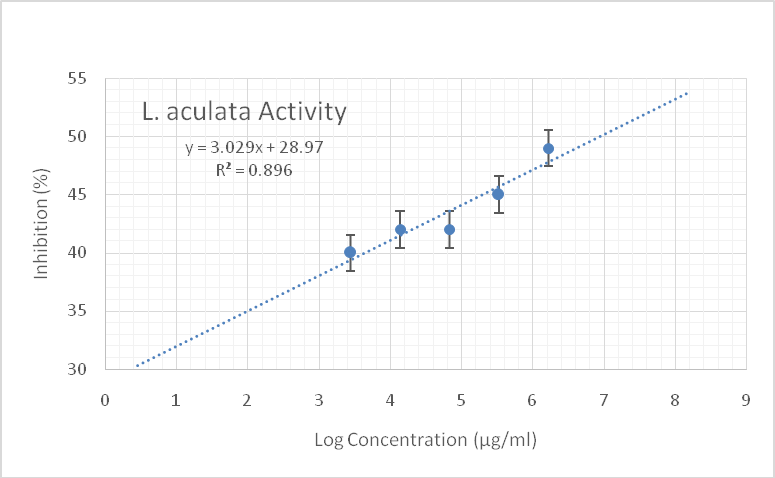 L. aculata Activity
y = 3.029x + 28.97
R² = 0.896
55
50
45
40
35
30
Inhibition (%)
0 1 2 3 4 5 6 7 8 9
Log Concentration (µg/ml)